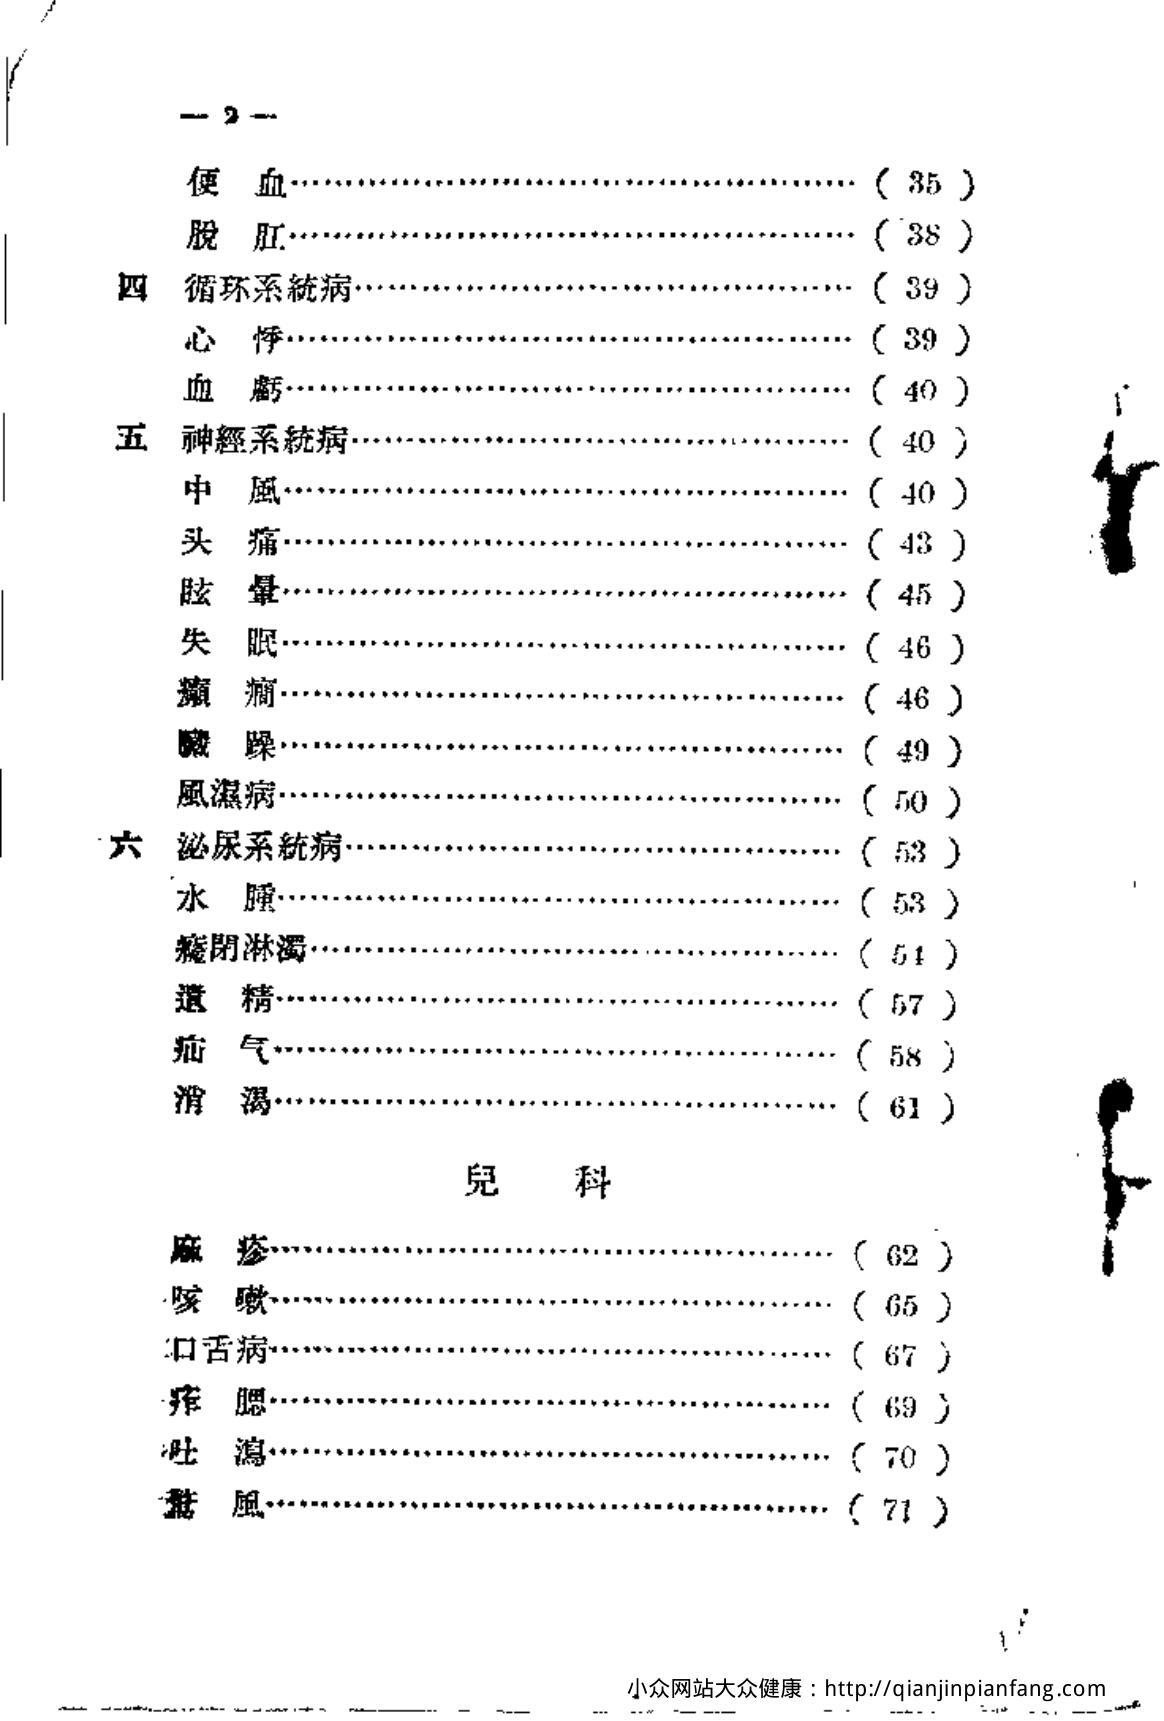 — 2 —
便 血………………………………………( 35 )
脫 肛………………………………………( 38 )
四 循环系統病………………………………………( 39 )
心 悸………………………………………( 39 )
血 虧………………………………………( 40 )
五 神經系統病………………………………………( 40 )
中 風………………………………………( 40 )
头 痛………………………………………( 43 )
眩 暈………………………………………( 45 )
失 眠………………………………………( 46 )
癲 癇………………………………………( 46 )
臟 躁………………………………………( 49 )
風濕病………………………………………( 50 )
六 泌尿系統病………………………………………( 53 )
水 腫………………………………………( 53 )
癃閉淋濁………………………………………( 54 )
遺 精………………………………………( 57 )
疝 气………………………………………( 58 )
消 渴………………………………………( 61 )
兒 科
麻 疹………………………………………( 62 )
咳 嗽………………………………………( 65 )
口舌病………………………………………( 67 )
痄 腮………………………………………( 69 )
吐 瀉………………………………………( 70 )
風………………………………………( 71 )
小众网站大众健康：http://qianjinpianfang.com